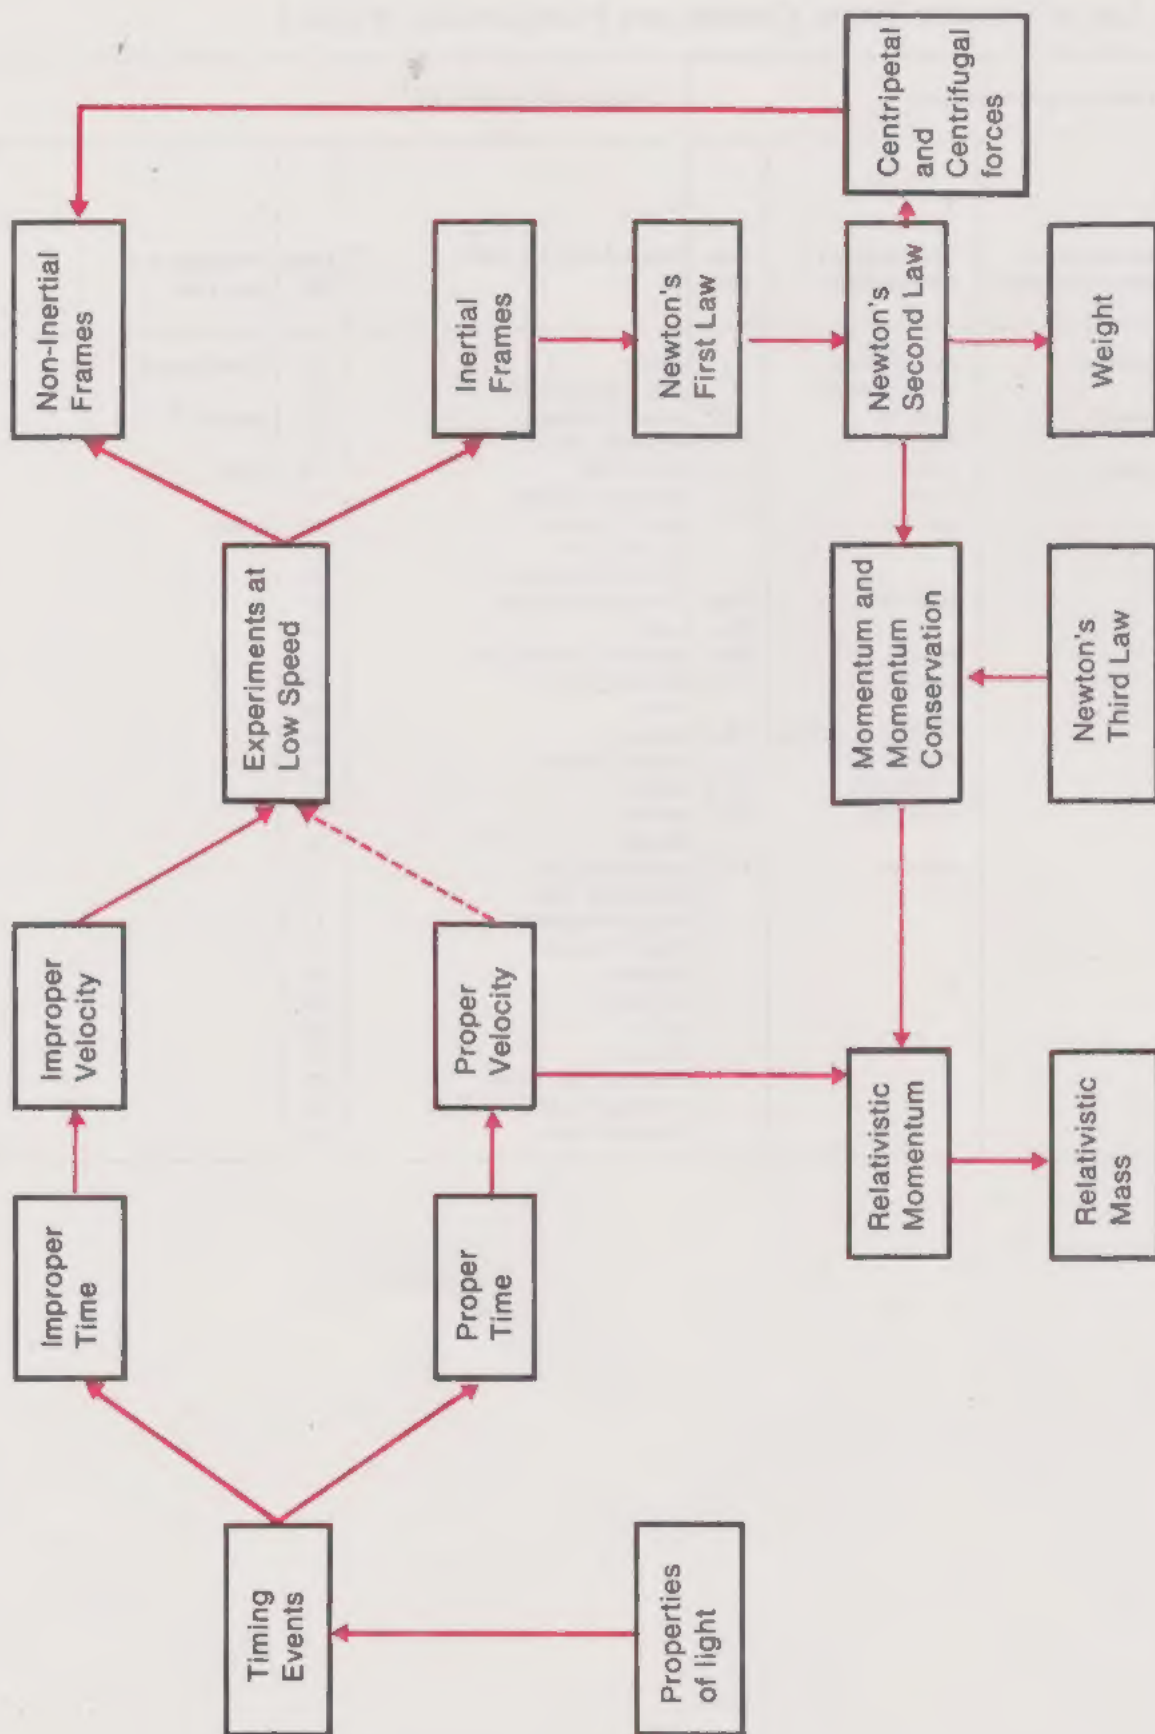 Timing
Events
Properties
of light
Improper
Time
Proper
Time
Improper
Velocity
Proper
Velocity
Relativistic
Momentum
Relativistic
Mass
Experiments at
Low Speed
Momentum and
Momentum
Conservation
Newton's
Third Law
Non-Inertial
Frames
Inertial
Frames
Newton's
First Law
Newton's
Second Law
Weight
Centripetal
and
Centrifugal
forces